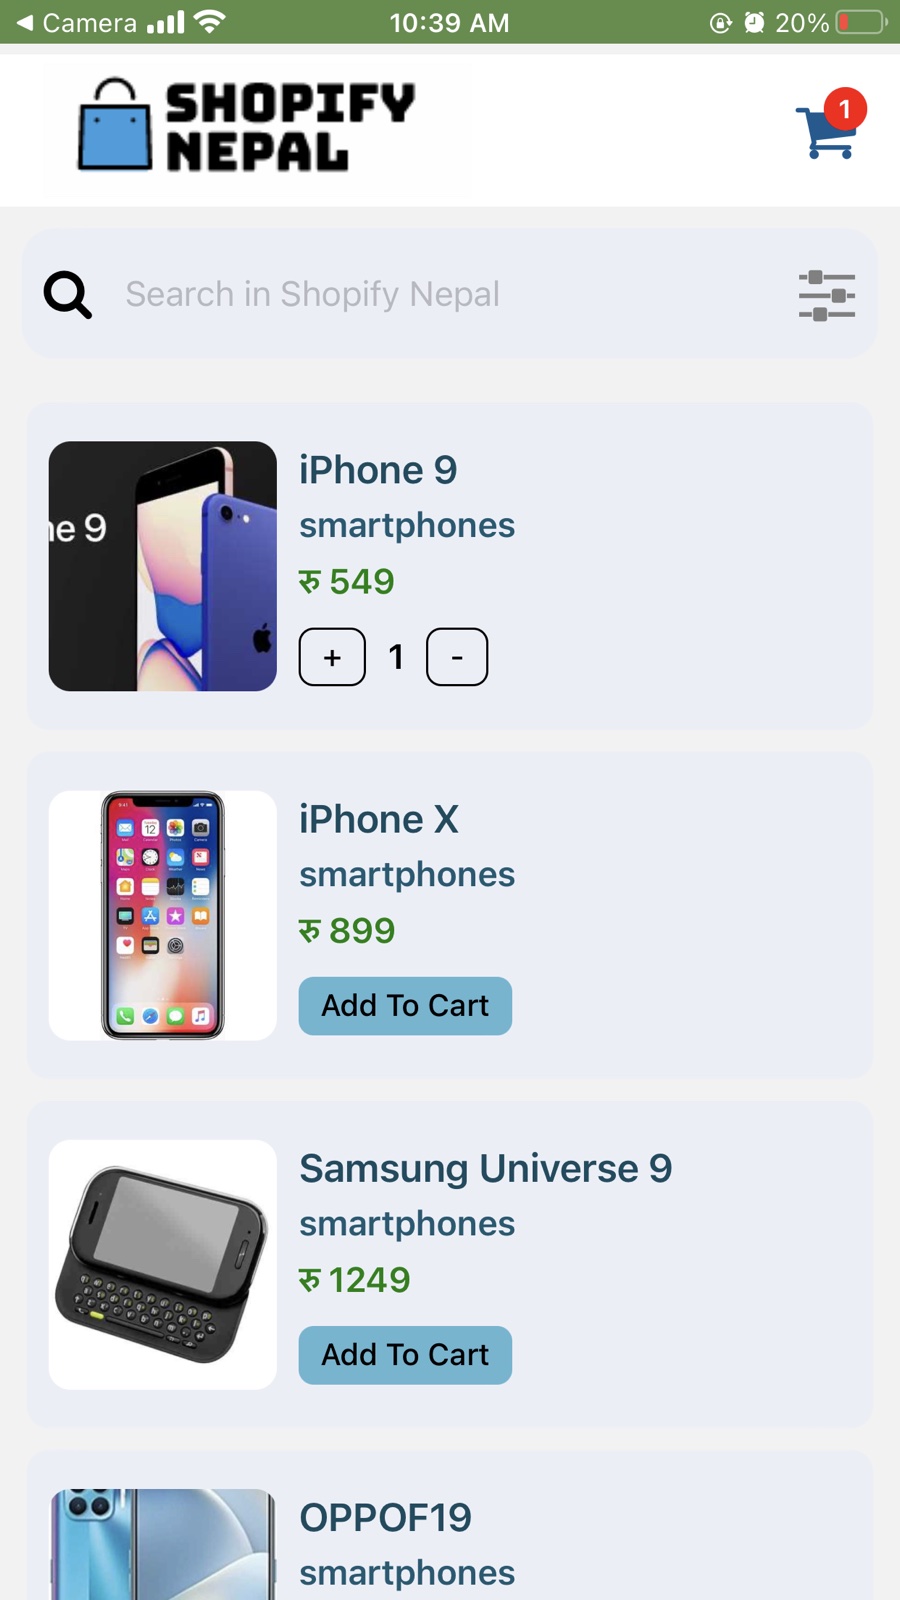 Camera 10:39 AM 20%
SHOPIFY
NEPAL
1
Search in Shopify Nepal
ne 9
iPhone 9
smartphones
रु 549
+ 1 -
iPhone X
smartphones
रु 899
Add To Cart
Samsung Universe 9
smartphones
रु 1249
Add To Cart
OPPOF19
smartphones